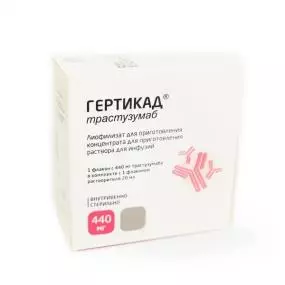 ГЕРТИКАД®
трастузумаб
Лиофилизат для приготовления
концентрата для приготовления
раствора для инфузий
1 флакон с 440 мг трастузумаба
в комплекте с 1 флаконом
растворителя 20 мл
ВНУТРИВЕННО
СТЕРИЛЬНО
440
МГ